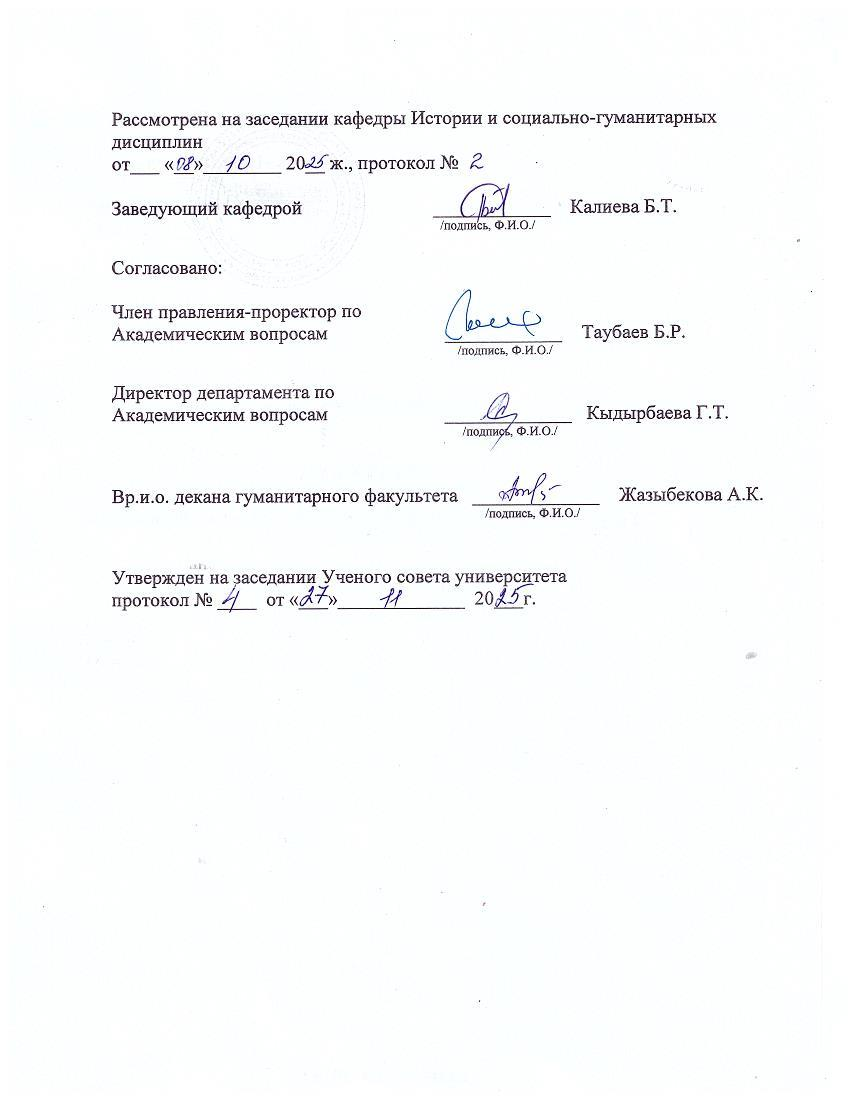 Рассмотрена на заседании кафедры Истории и социально-гуманитарных
дисциплин
от___ «08»________ 10 2025 ж., протокол № 2
Заведующий кафедрой Калиева Б.Т.
/подпись, Ф.И.О./
Согласовано:
Член правления-проректор по
Академическим вопросам Таубаев Б.Р.
/подпись, Ф.И.О./
Директор департамента по
Академическим вопросам Кыдырбаева Г.Т.
/подпись, Ф.И.О./
Вр.и.о. декана гуманитарного факультета Жазыбекова А.К.
/подпись, Ф.И.О./
Утвержден на заседании Ученого совета университета
протокол № 4 от «27» 11 2025г.